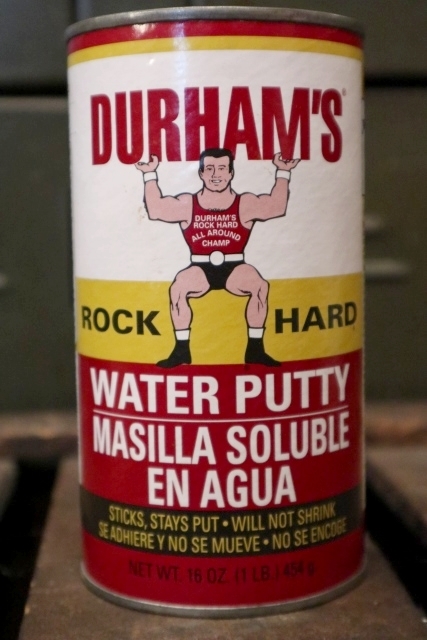 DURHAM'S
DURHAM'S
ROCK HARD
ALL AROUND
CHAMP
ROCK HARD
WATER PUTTY
MASILLA SOLUBLE
EN AGUA
STICKS, STAYS PUT • WILL NOT SHRINK
SE ADHIERE Y NO SE MUEVE • NO SE ENCOGE
NET WT. 16 OZ. (1 LB.) 454 g